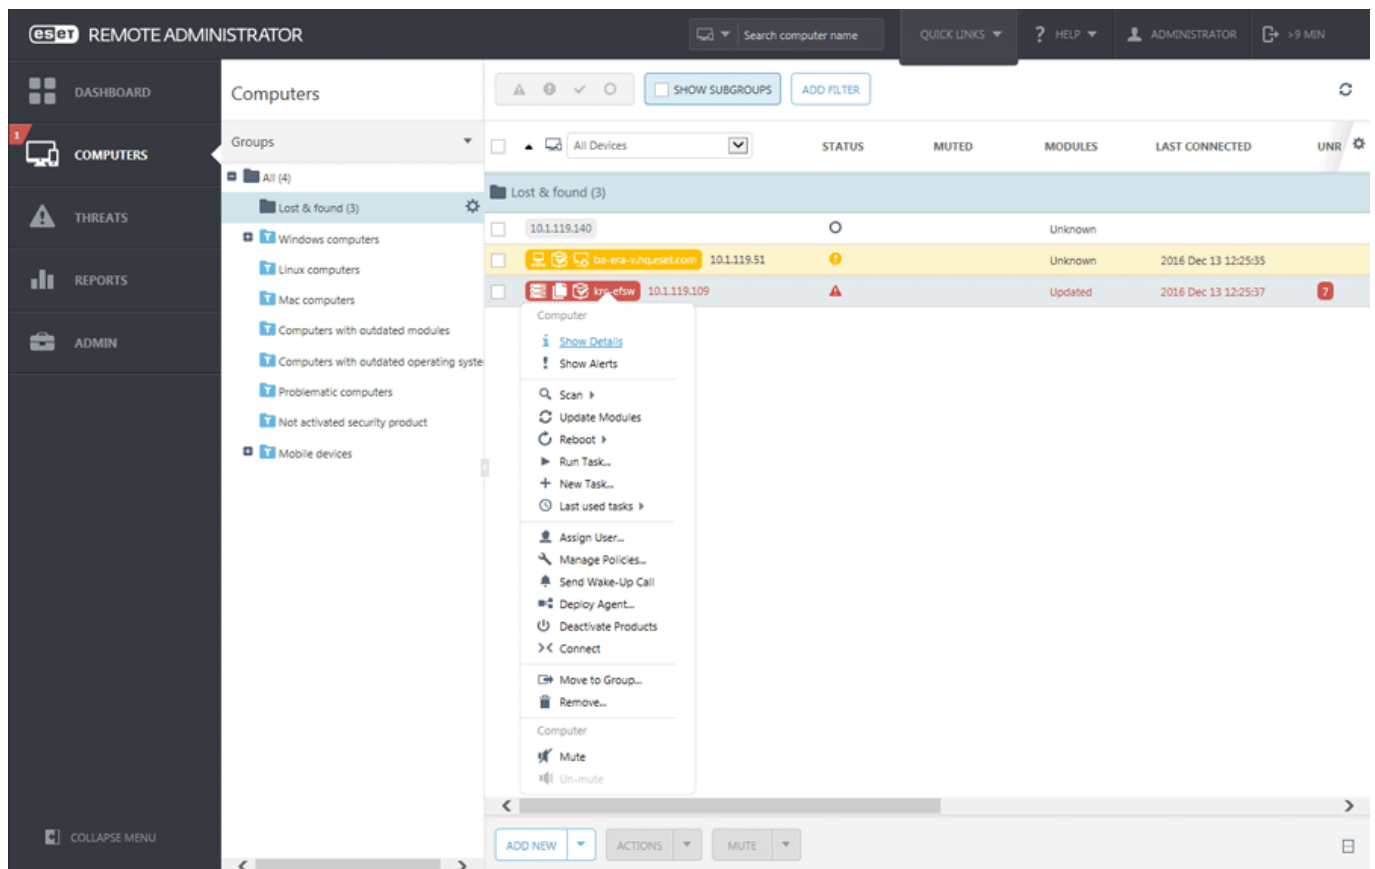 eset REMOTE ADMINISTRATOR
Search computer name
QUICK LINKS
? HELP
ADMINISTRATOR
>9 MIN
DASHBOARD
1
COMPUTERS
THREATS
REPORTS
ADMIN
COLLAPSE MENU
Computers
Groups
All (4)
Lost & found (3)
Windows computers
Linux computers
Mac computers
Computers with outdated modules
Computers with outdated operating syste
Problematic computers
Not activated security product
Mobile devices
SHOW SUBGROUPS
ADD FILTER
All Devices STATUS MUTED MODULES LAST CONNECTED UNR
Lost & found (3)
10.1.119.140 Unknown
ba-era-v.hq.eset.com 10.1.119.51 Unknown 2016 Dec 13 12:25:35
10.1.119.109 Updated 2016 Dec 13 12:25:37 7
Computer
Show Details
Show Alerts
Scan
Update Modules
Reboot
Run Task...
New Task...
Last used tasks
Assign User...
Manage Policies...
Send Wake-Up Call
Deploy Agent...
Deactivate Products
Connect
Move to Group...
Remove...
Computer
Mute
Un-mute
ADD NEW
ACTIONS
MUTE